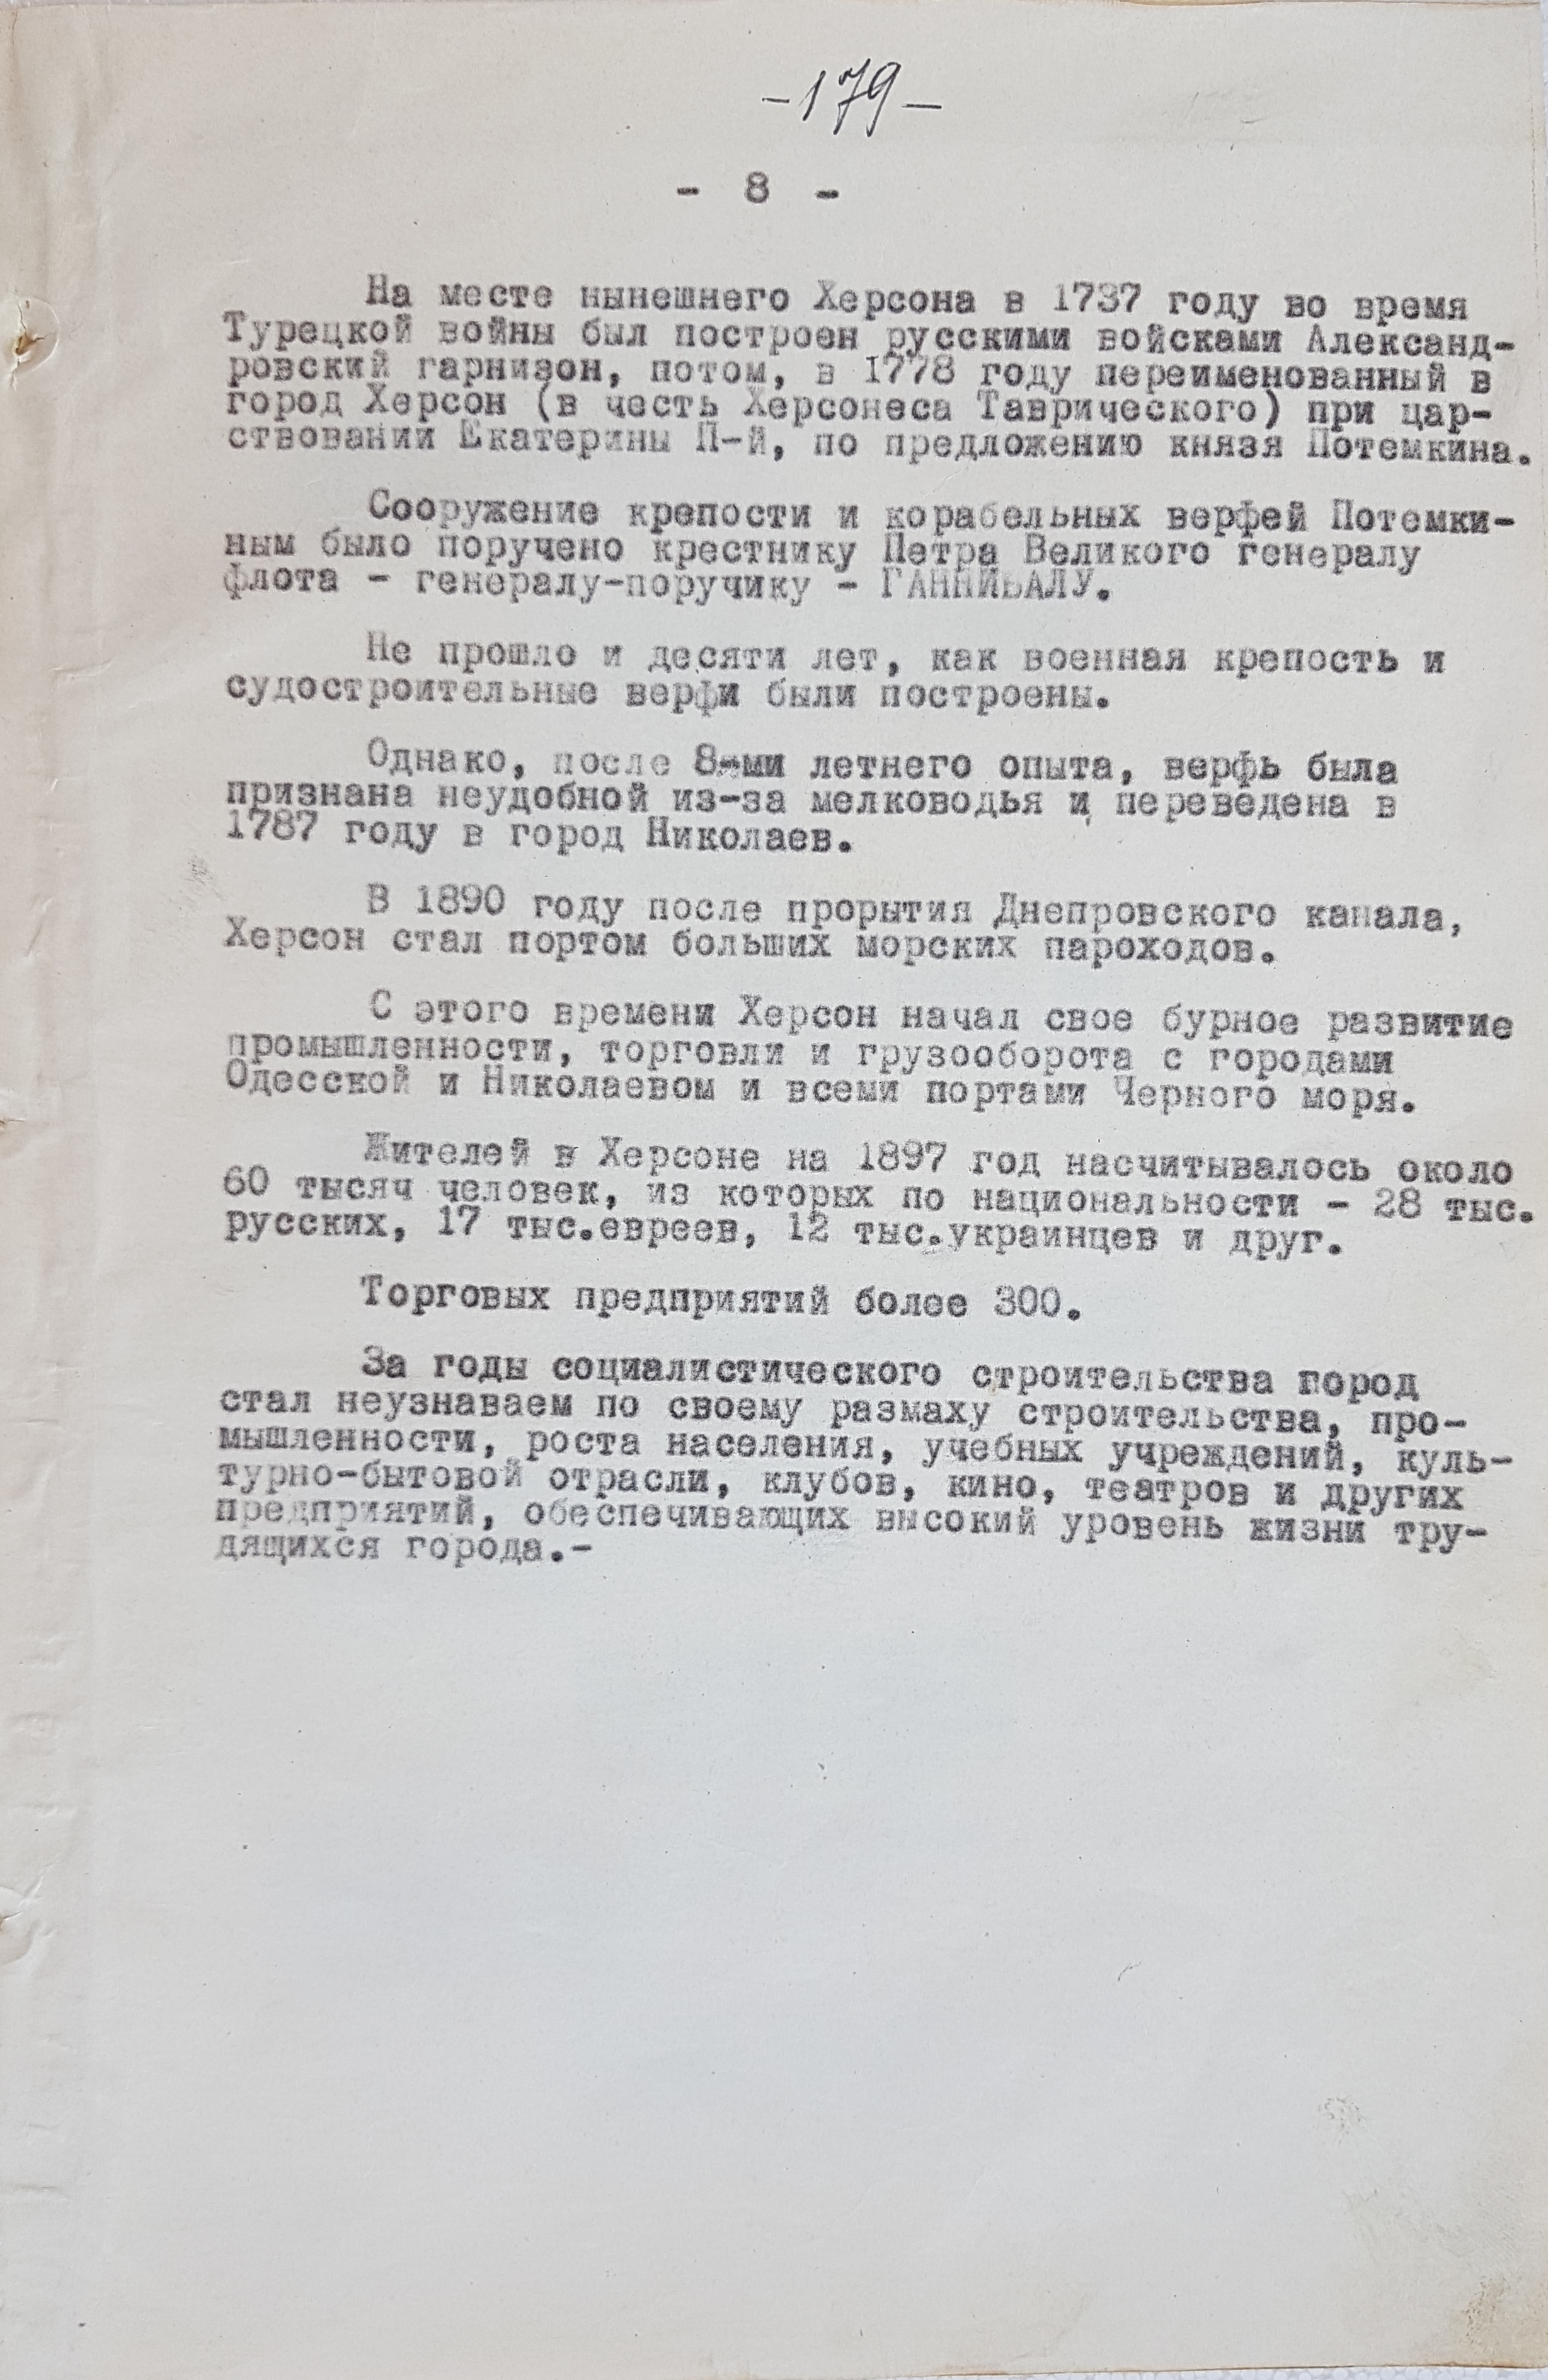 -179-
- 8 -
На месте нынешнего Херсона в 1737 году во время
Турецкой войны был построен русскими войсками Александ-
ровский гарнизон, потом, в 1778 году переименованный в
город Херсон (в честь Херсонеса Таврического) при цар-
ствовании Екатерины П-й, по предложению князя Потемкина.
Сооружение крепости и корабельных верфей Потемки-
ным было поручено крестнику Петра Великого генералу
флота - генералу-поручику - ГАННИБАЛУ.
Не прошло и десяти лет, как военная крепость и
судостроительные верфи были построены.
Однако, после 8-ми летнего опыта, верфь была
признана неудобной из-за мелководья и переведена в
1787 году в город Николаев.
В 1890 году после прорытия Днепровского канала,
Херсон стал портом больших морских пароходов.
С этого времени Херсон начал свое бурное развитие
промышленности, торговли и грузооборота с городами
Одесской и Николаевом и всеми портами Черного моря.
Жителей в Херсоне на 1897 год насчитывалось около
60 тысяч человек, из которых по национальности - 28 тыс.
русских, 17 тыс.евреев, 12 тыс.украинцев и друг.
Торговых предприятий более 300.
За годы социалистического строительства город
стал неузнаваем по своему размаху строительства, про-
мышленности, роста населения, учебных учреждений, куль-
турно-бытовой отрасли, клубов, кино, театров и других
предприятий, обеспечивающих высокий уровень жизни тру-
дящихся города.-